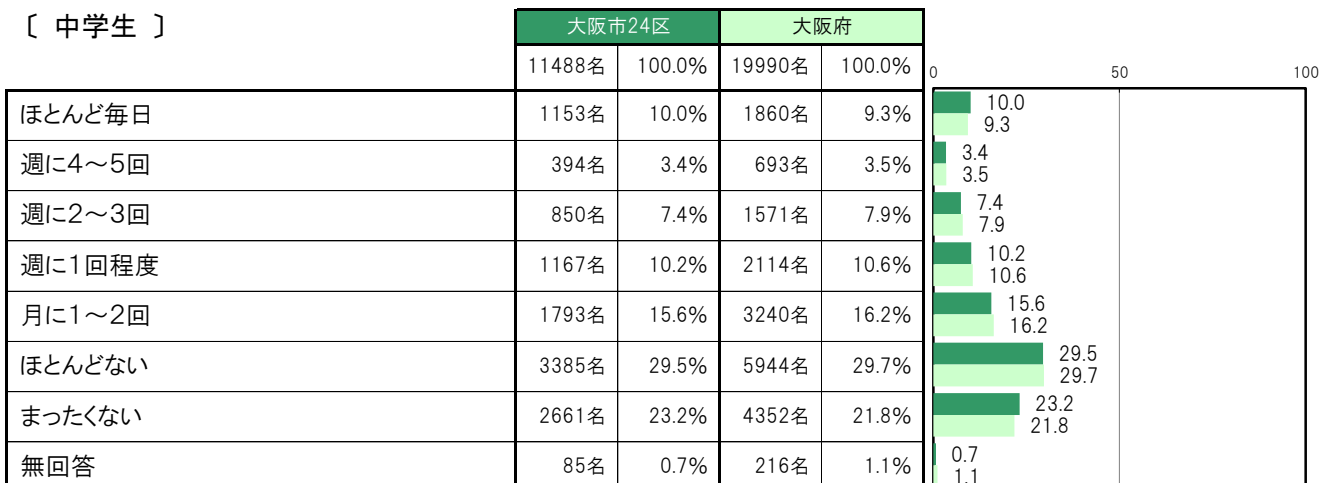 〔 中学生 〕
大阪市24区 大阪府
11488名 100.0% 19990名 100.0%
0 50 100
ほとんど毎日 1153名 10.0% 1860名 9.3% 10.0
9.3
週に4～5回 394名 3.4% 693名 3.5% 3.4
3.5
週に2～3回 850名 7.4% 1571名 7.9% 7.4
7.9
週に1回程度 1167名 10.2% 2114名 10.6% 10.2
10.6
月に1～2回 1793名 15.6% 3240名 16.2% 15.6
16.2
ほとんどない 3385名 29.5% 5944名 29.7% 29.5
29.7
まったくない 2661名 23.2% 4352名 21.8% 23.2
21.8
無回答 85名 0.7% 216名 1.1% 0.7
1.1